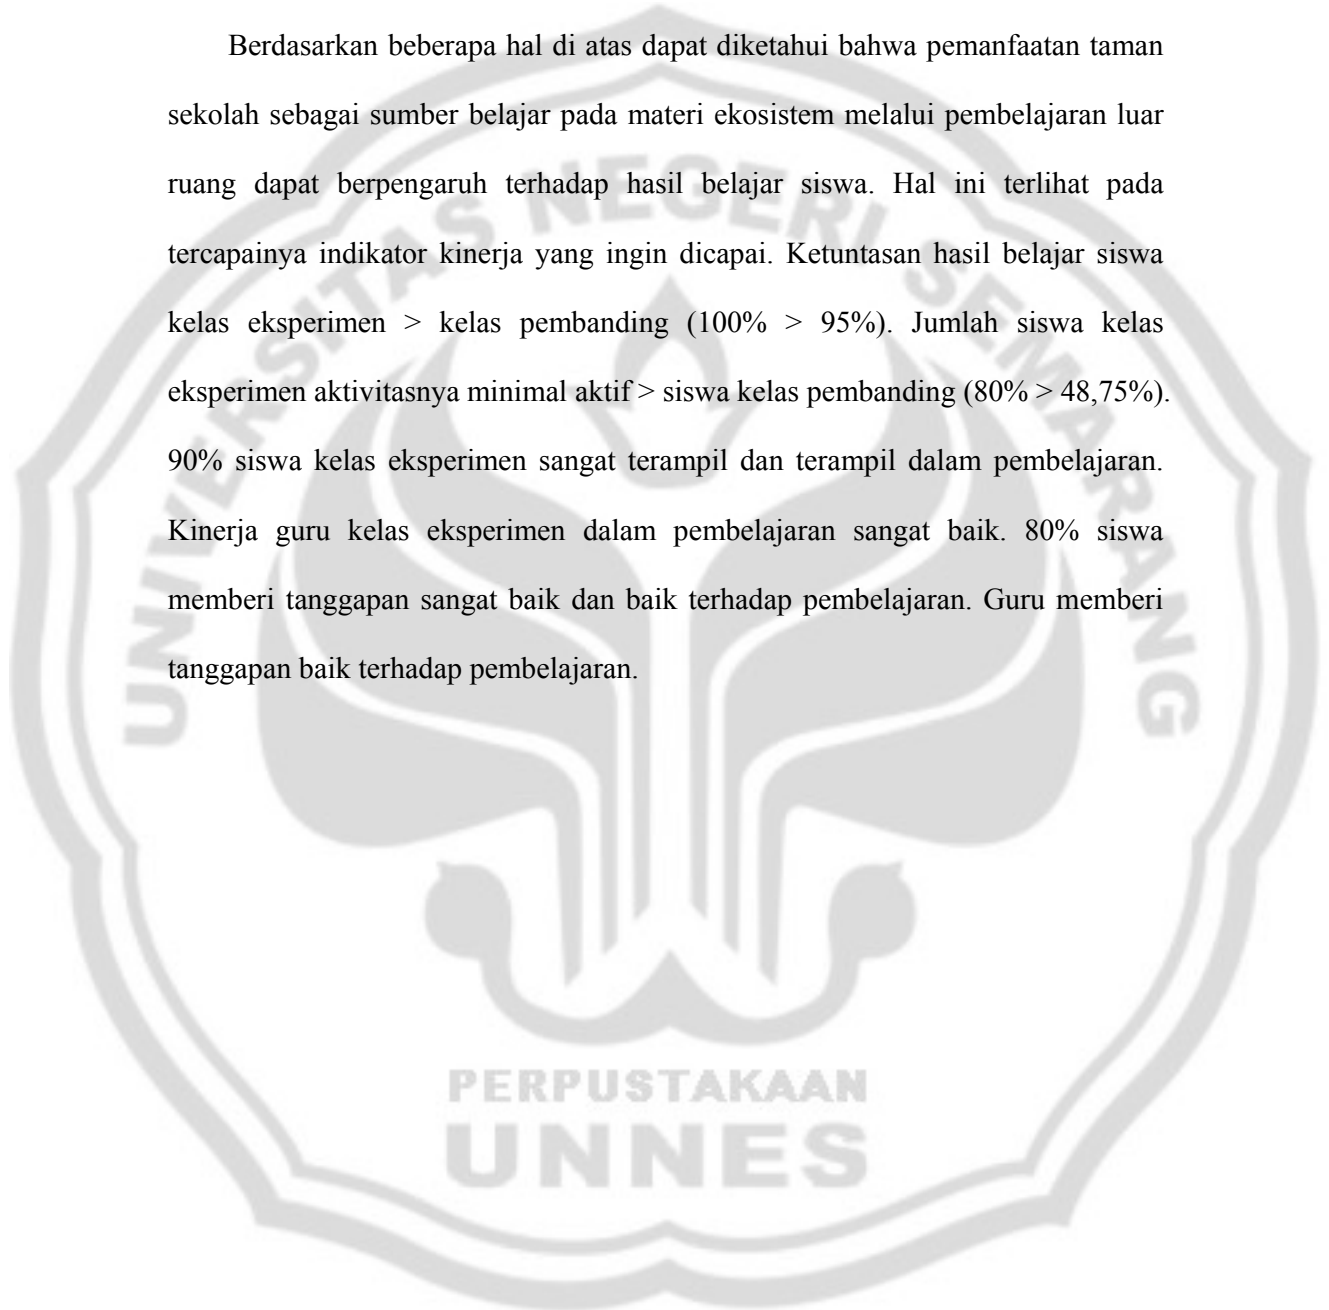 Berdasarkan beberapa hal di atas dapat diketahui bahwa pemanfaatan taman
sekolah sebagai sumber belajar pada materi ekosistem melalui pembelajaran luar
ruang dapat berpengaruh terhadap hasil belajar siswa. Hal ini terlihat pada
tercapainya indikator kinerja yang ingin dicapai. Ketuntasan hasil belajar siswa
kelas eksperimen > kelas pembanding (100% > 95%). Jumlah siswa kelas
eksperimen aktivitasnya minimal aktif > siswa kelas pembanding (80% > 48,75%).
90% siswa kelas eksperimen sangat terampil dan terampil dalam pembelajaran.
Kinerja guru kelas eksperimen dalam pembelajaran sangat baik. 80% siswa
memberi tanggapan sangat baik dan baik terhadap pembelajaran. Guru memberi
tanggapan baik terhadap pembelajaran.
UNIVERSITAS NEGERI SEMARANG
PERPUSTAKAAN
UNNES